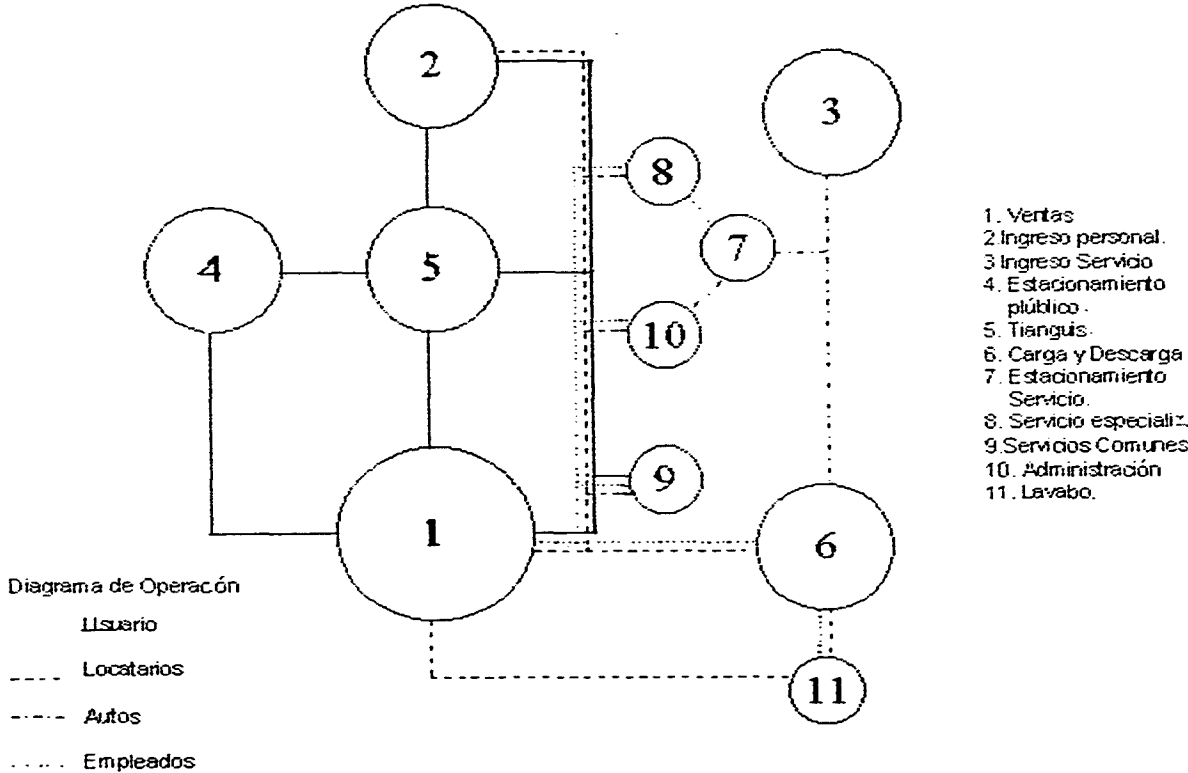 2
3
8
7
4
5
10
9
1
6
11
1. Ventas
2 Ingreso personal.
3 Ingreso Servicio
4. Estacionamiento
plúblico.
5. Tianguis.
6. Carga y Descarga
7. Estacionamiento
Servicio.
8. Servicio especializ.
9.Servicios Comunes
10. Administración
11. Lavabo.
Diagrama de Operacón
Usuario
Locatarios
Autos
Empleados